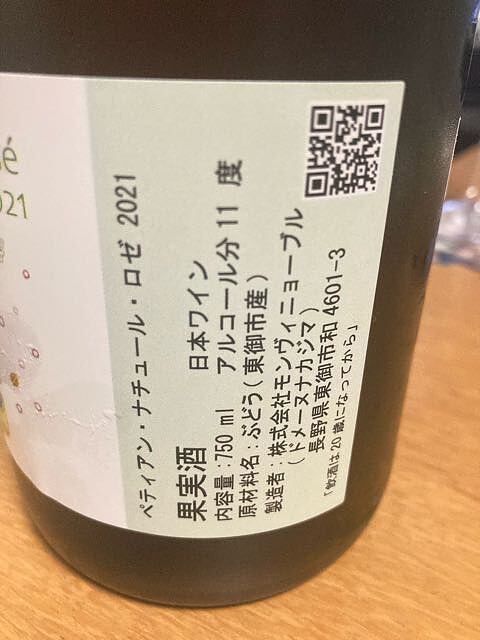 sé
021
ペティアン・ナチュール・ロゼ 2021
果実酒 日本ワイン
内容量:750 ml アルコール分 11 度
原材料名:ぶどう(東御市産)
製造者:株式会社モンヴィニョーブル
(ドメーヌナカジマ)
長野県東御市和 4601-3
「飲酒は20歳になってから」